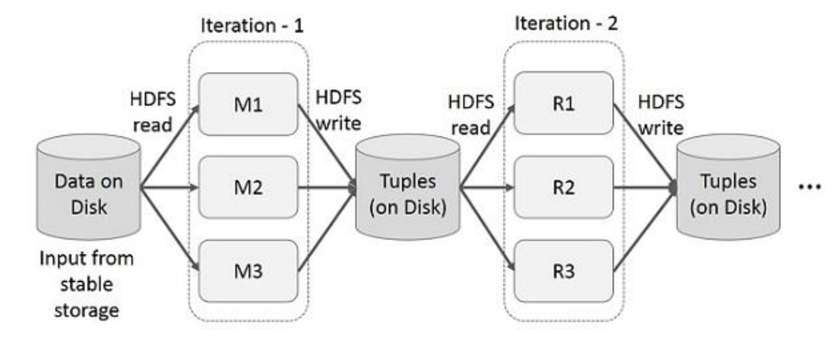 Iteration - 1
Iteration - 2
HDFS
read
M1
HDFS
write
HDFS
read
R1
HDFS
write
Data on
Disk
M2
Tuples
(on Disk)
R2
Tuples
(on Disk)
...
Input from
stable
storage
M3
R3